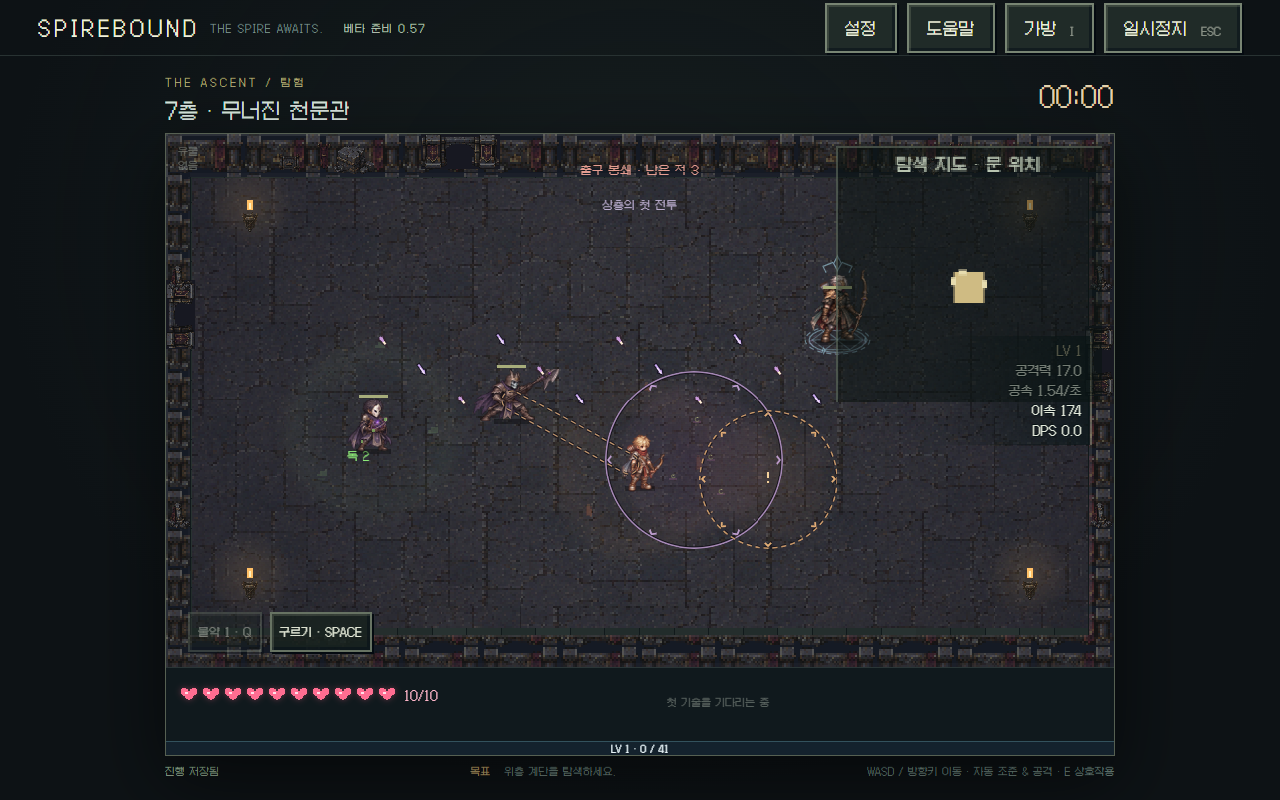 SPIREBOUND THE SPIRE AWAITS. 베타 준비 0.57
설정
도움말
가방 I
일시정지 ESC
THE ASCENT / 탐험
7층 · 무너진 천문관
00:00
유물
없음
출구 봉쇄 · 남은 적 3
상층의 첫 전투
탐색 지도 · 문 위치
LV 1
공격력 17.0
공속 1.54/초
이속 174
DPS 0.0
독 2
!
물약 1 · Q
구르기 · SPACE
10/10
첫 기술을 기다리는 중
LV 1 · 0 / 41
진행 저장됨
목표 위층 계단을 탐색하세요.
WASD / 방향키 이동 · 자동 조준 & 공격 · E 상호작용